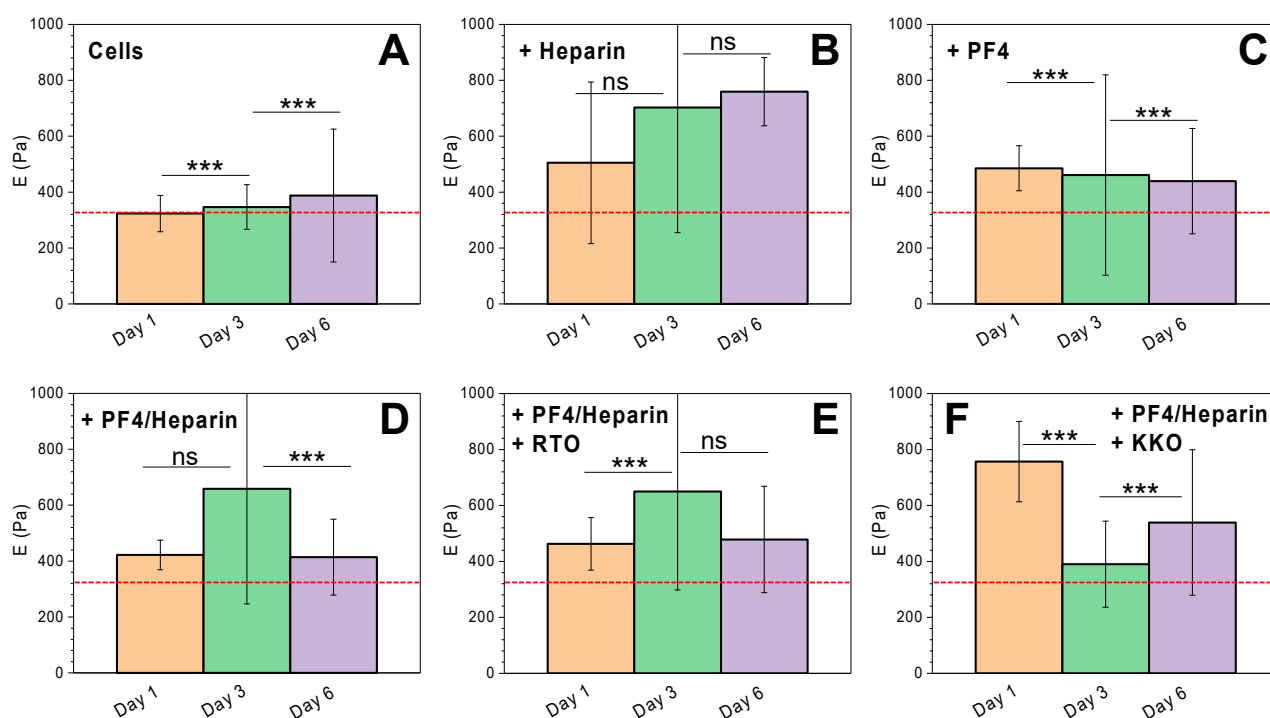 Cells
A
E (Pa)
1000
800
600
400
200
0
***
***
Day 1
Day 3
Day 6
+ Heparin
B
E (Pa)
1000
800
600
400
200
0
ns
ns
Day 1
Day 3
Day 6
+ PF4
C
E (Pa)
1000
800
600
400
200
0
***
***
Day 1
Day 3
Day 6
+ PF4/Heparin
D
E (Pa)
1000
800
600
400
200
0
ns
***
Day 1
Day 3
Day 6
+ PF4/Heparin
+ RTO
E
E (Pa)
1000
800
600
400
200
0
***
ns
Day 1
Day 3
Day 6
F
+ PF4/Heparin
+ KKO
E (Pa)
1000
800
600
400
200
0
***
***
Day 1
Day 3
Day 6